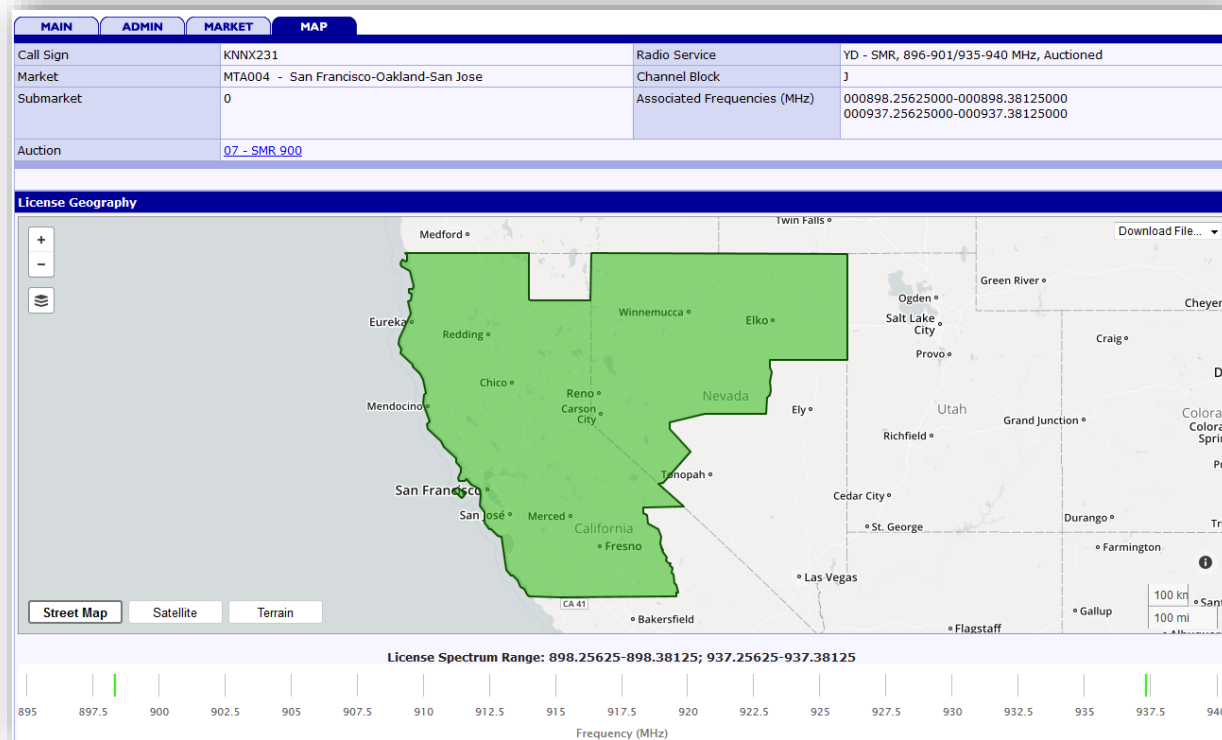 MAIN ADMIN MARKET MAP
Call Sign KNNX231 Radio Service YD - SMR, 896-901/935-940 MHz, Auctioned
Market MTA004 - San Francisco-Oakland-San Jose Channel Block J
Submarket 0 Associated Frequencies (MHz) 000898.25625000-000898.38125000
000937.25625000-000937.38125000
Auction 07 - SMR 900
License Geography
Twin Falls
Download File...
Medford
+
−
Green River
Ogden
Cheyen
Winnemucca
Elko
Salt Lake
City
Eureka
Redding
Craig
Provo
Chico
D
Reno
Nevada
Mendocino
Carson
City
Ely
Utah
Grand Junction
Colora
Colora
Sprin
Richfield
Pu
Tonopah
San Francisco
Cedar City
San José
Merced
California
Durango
Tr
St. George
Fresno
Farmington
Las Vegas
100 km
Sant
CA 41
Street Map Satellite Terrain
Gallup
100 mi
Bakersfield
Flagstaff
License Spectrum Range: 898.25625-898.38125; 937.25625-937.38125
895 897.5 900 902.5 905 907.5 910 912.5 915 917.5 920 922.5 925 927.5 930 932.5 935 937.5 940
Frequency (MHz)